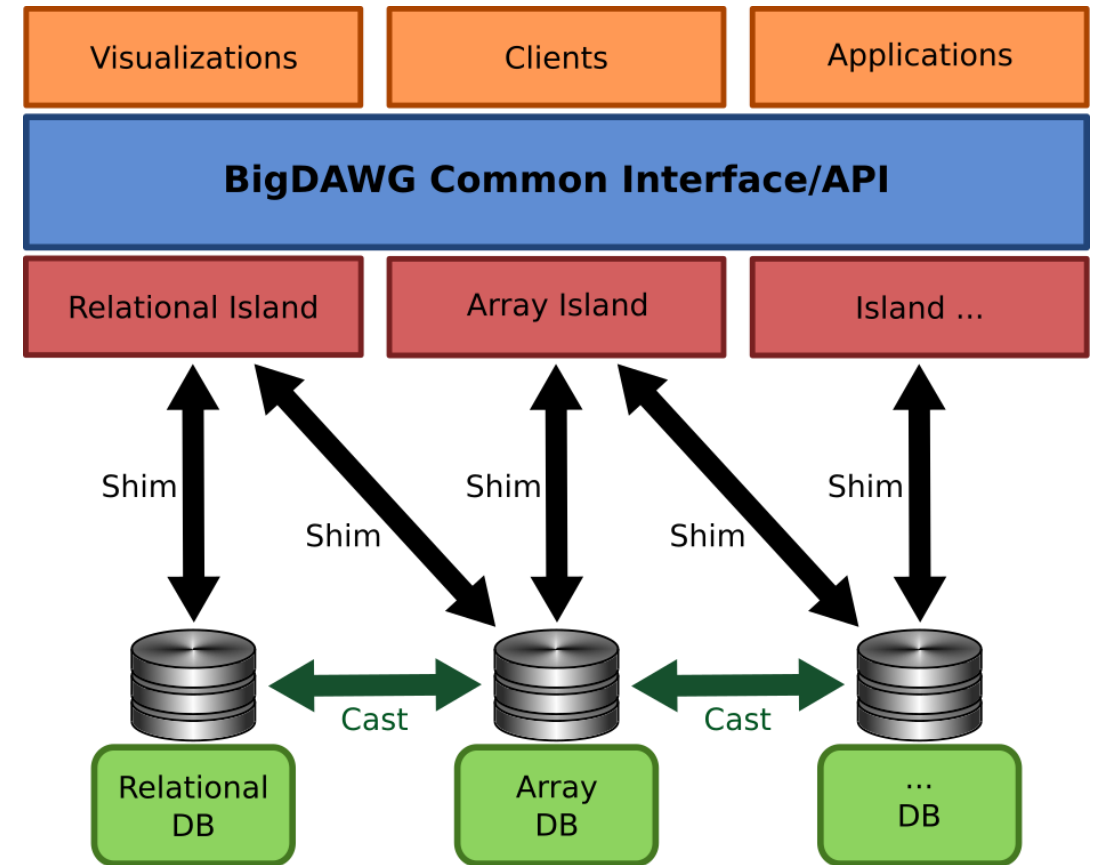 Visualizations
Clients
Applications
BigDAWG Common Interface/API
Relational Island
Array Island
Island ...
Shim
Shim
Shim
Shim
Shim
Cast
Cast
Relational
DB
Array
DB
...
DB